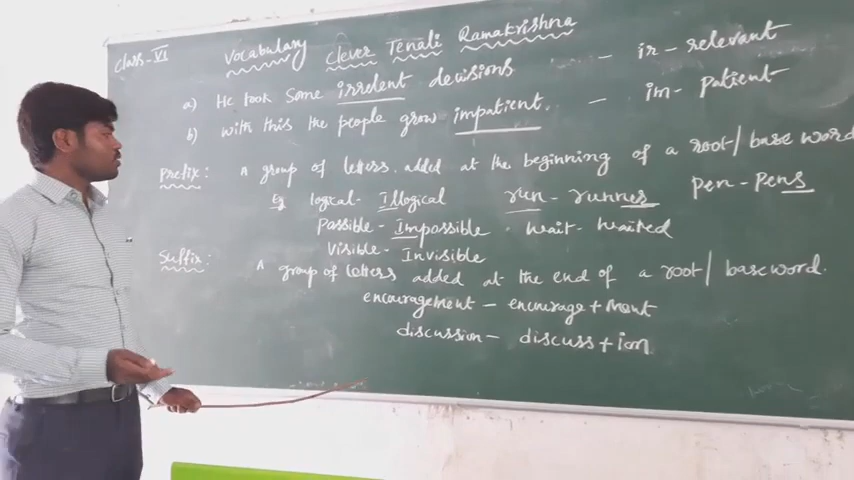 Class-VI Vocabulary Clever Tenali Ramakrishna
a) He took some irrelent decisions - ir-relevant
b) with this the people grow impatient. - im-patient
Prefix: A group of letters added at the beginning of a root/base word
Eg logical-Illogical run-runner pen-Pens
Possible-Impossible wait-waited
Visible-Invisible
Suffix: A group of letters added at the end of a root/baseword.
encouragement - encourage+ment
discussion- discuss+ion